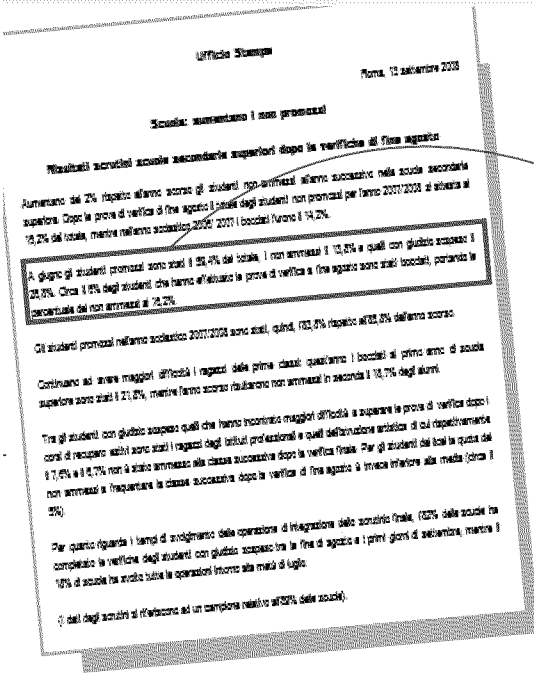 Ufficio Stampa
Roma, 15 settembre 2008
Scuola: aumentano i non promossi
Risultati scrutini scuole secondarie superiori dopo le verifiche di fine agosto
Aumentano del 2% rispetto all'anno scorso gli studenti non ammessi all'anno successivo nella scuola secondaria
superiore. Dopo le prove di verifica di fine agosto il totale degli studenti non promossi per l'anno 2007/2008 si attesta al
16,2% del totale, mentre nell'anno scolastico 2006/ 2007 i bocciati furono il 14,2%.
A giugno gli studenti promossi sono stati il 59,4% del totale, i non ammessi il 13,8% e quelli con giudizio sospeso il
26,8%. Circa il 8% degli studenti che hanno effettuato le prove di verifica a fine agosto sono stati bocciati, portando la
percentuale dei non ammessi al 16,2%.
Gli studenti promossi nell'anno scolastico 2007/2008 sono stati, quindi, l'83,8% rispetto all'85,8% dell'anno scorso.
Continuano ad avere maggiori difficoltà i ragazzi delle prime classi: quest'anno i bocciati al primo anno di scuola
superiore sono stati il 21,8%, mentre l'anno scorso risultarono non ammessi in seconda il 18,7% degli alunni.
Tra gli studenti con giudizio sospeso quelli che hanno incontrato maggiori difficoltà a superare le prove di verifica dopo i
corsi di recupero estivi sono stati i ragazzi degli istituti professionali e quelli dell'istruzione artistica di cui rispettivamente
il 7,6% e il 6,7% non è stato ammesso alla classe successiva dopo la verifica finale. Per gli studenti dei licei la quota dei
non ammessi a frequentare la classe successiva dopo la verifica di fine agosto è invece inferiore alla media (circa il
5%).
Per quanto riguarda i tempi di svolgimento delle operazione di integrazione dello scrutinio finale, l'82% delle scuole ha
completato le verifiche degli studenti con giudizio sospeso tra la fine di agosto e i primi giorni di settembre, mentre il
18% di scuole ha svolto tutte le operazioni intorno alla metà di luglio.
(I dati degli scrutini si riferiscono ad un campione relativo all'80% delle scuole).